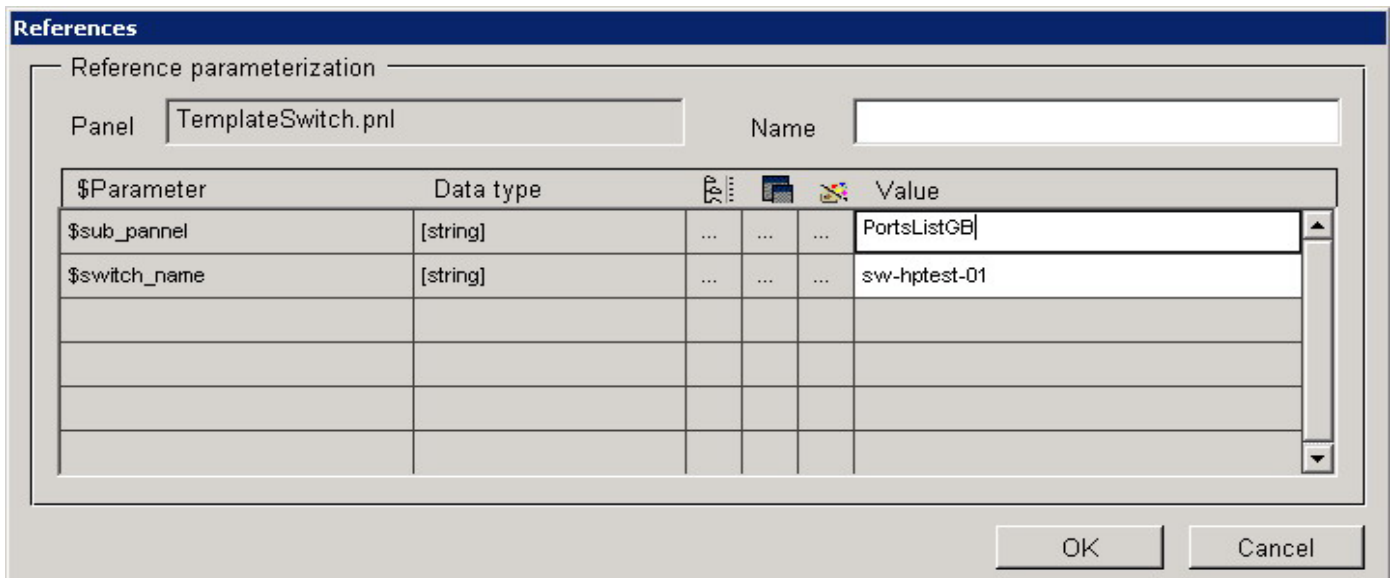 References
Reference parameterization
Panel TemplateSwitch.pnl Name
$Parameter Data type Value
$sub_pannel [string] ... ... ... PortsListGB
$switch_name [string] ... ... ... sw-hptest-01
OK Cancel